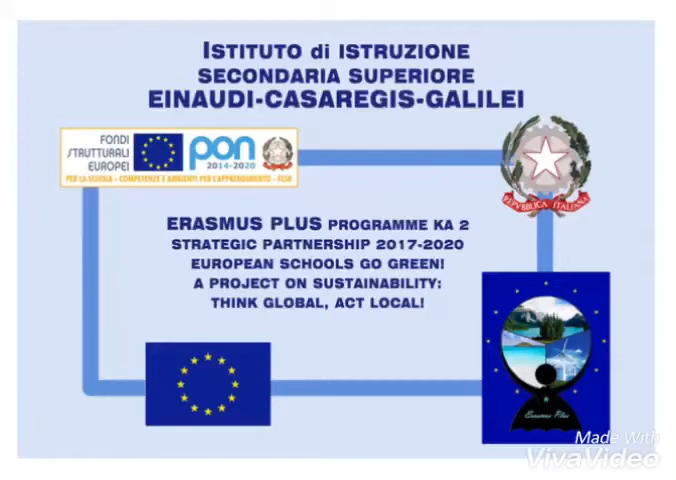 ISTITUTO di ISTRUZIONE
SECONDARIA SUPERIORE
EINAUDI-CASAREGIS-GALILEI
FONDI
STRUTTURALI
EUROPEI
pon
2014-2020
PER LA SCUOLA - COMPETENZE E AMBIENTI PER L'APPRENDIMENTO - FESR
REPVBBLICA ITALIANA
ERASMUS PLUS PROGRAMME KA 2
STRATEGIC PARTNERSHIP 2017-2020
EUROPEAN SCHOOLS GO GREEN!
A PROJECT ON SUSTAINABILITY:
THINK GLOBAL, ACT LOCAL!
Erasmus Plus
Made With
VivaVideo